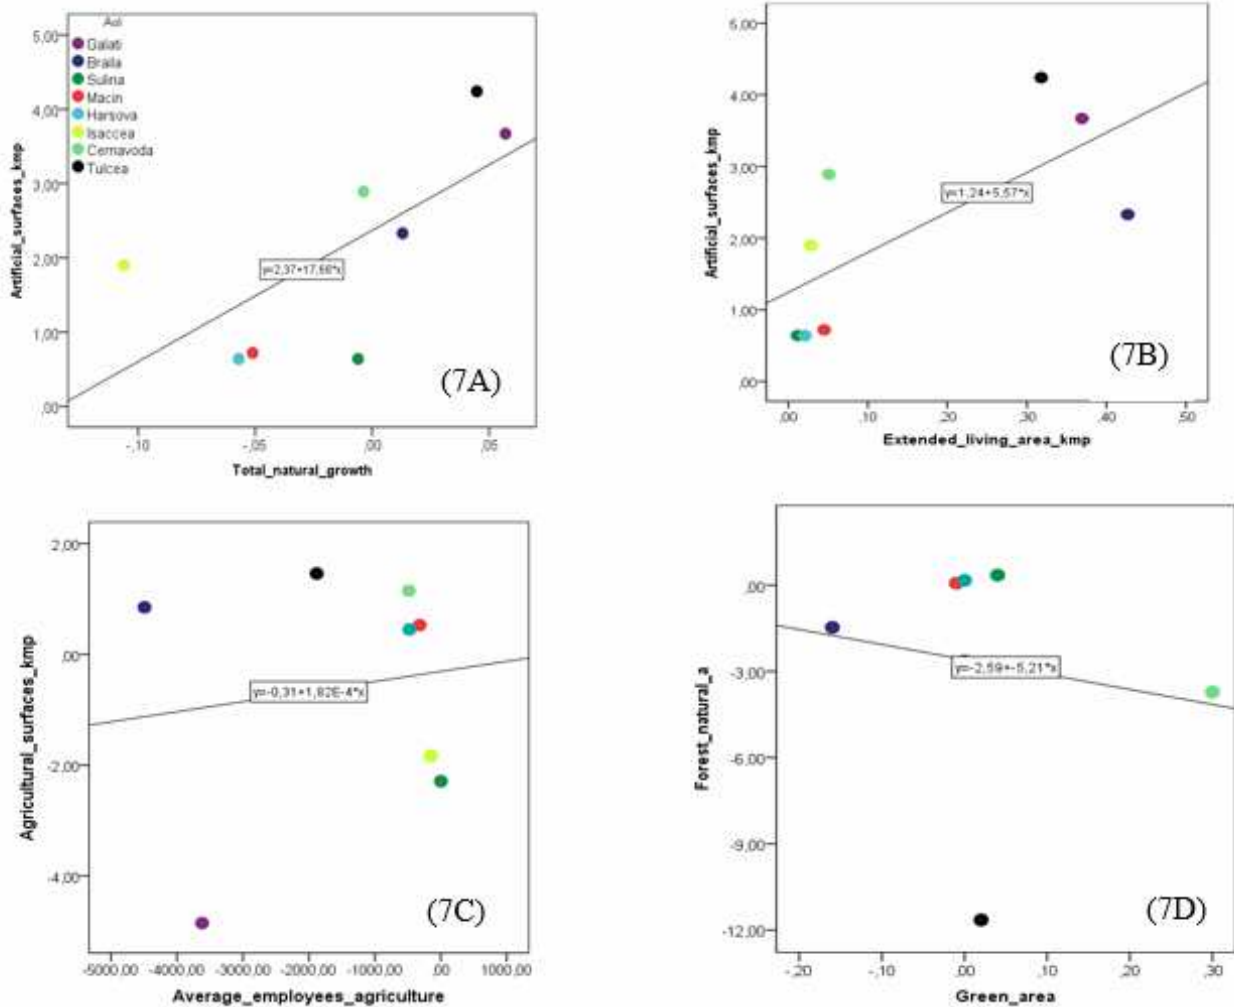 Aol
Galati
Braila
Sulina
Macin
Harsova
Isaccea
Cernavoda
Tulcea
5,00
4,00
3,00
2,00
1,00
,00
Artificial_surfaces_kmp
y=2,37+17,66*x
(7A)
-,10
-,05
,00
,05
Total_natural_growth
5,00
4,00
3,00
2,00
1,00
,00
Artificial_surfaces_kmp
y=1,24+5,57*x
(7B)
,00
,10
,20
,30
,40
,50
Extended_living_area_kmp
2,00
,00
-2,00
-4,00
Agricultural_surfaces_kmp
y=-0,31+1,82E-4*x
(7C)
-5000,00
-4000,00
-3000,00
-2000,00
-1000,00
,00
1000,00
Average_employees_agriculture
,00
-3,00
-6,00
-9,00
-12,00
Forest_natural_a
y=-2,59+-5,21*x
(7D)
-,20
-,10
,00
,10
,20
,30
Green_area